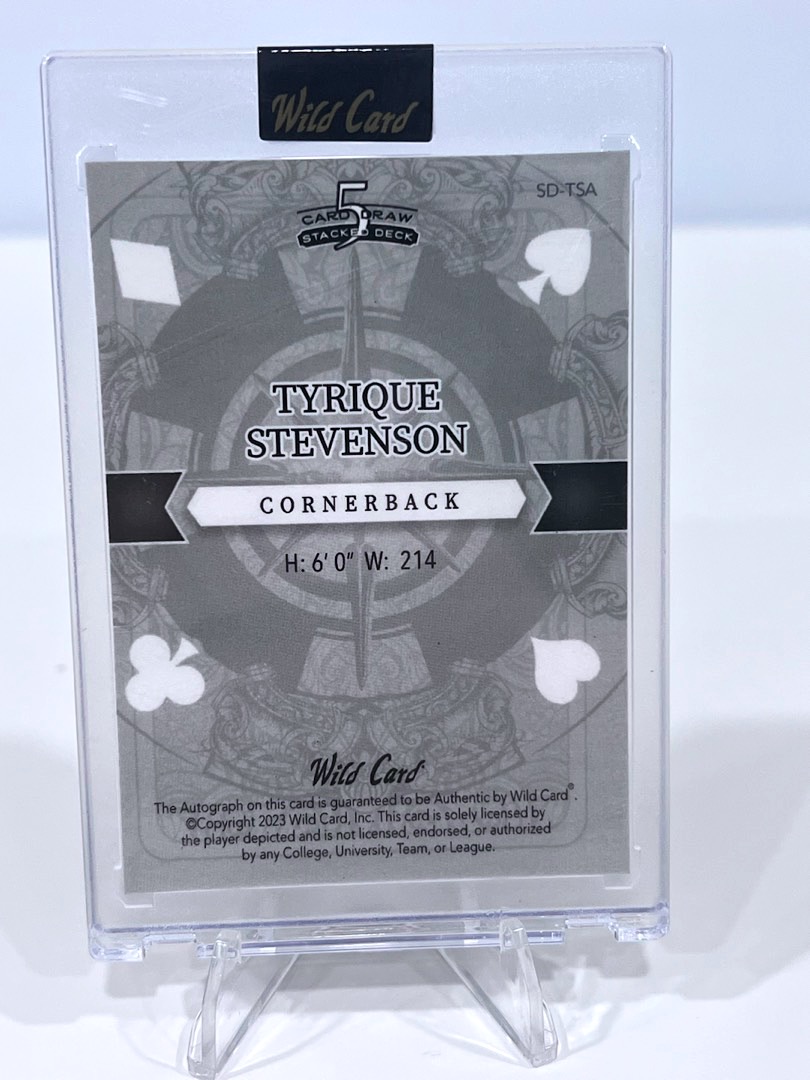 Wild Card
SD-TSA
5
CARD DRAW
STACKED DECK
TYRIQUE
STEVENSON
CORNERBACK
H: 6' 0" W: 214
Wild Card
The Autograph on this card is guaranteed to be Authentic by Wild Card®.
©Copyright 2023 Wild Card, Inc. This card is solely licensed by
the player depicted and is not licensed, endorsed, or authorized
by any College, University, Team, or League.